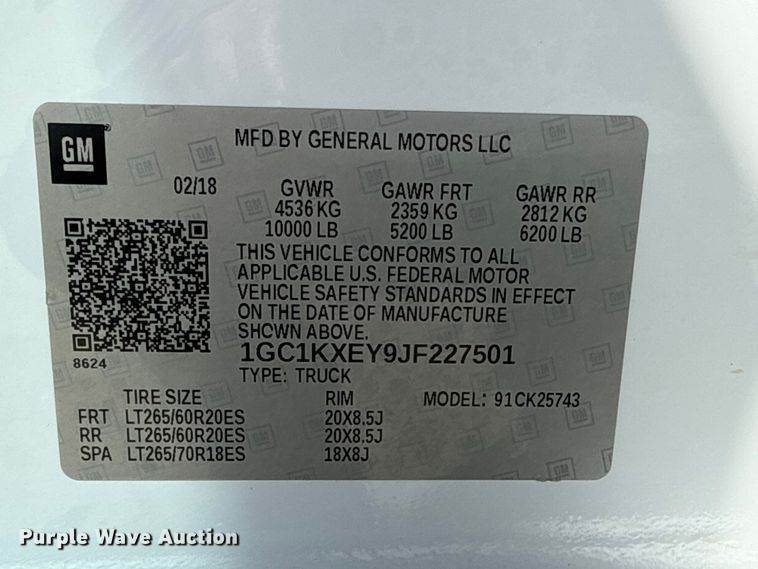 GM
MFD BY GENERAL MOTORS LLC
02/18 GVWR GAWR FRT GAWR RR
4536 KG 2359 KG 2812 KG
10000 LB 5200 LB 6200 LB
THIS VEHICLE CONFORMS TO ALL
APPLICABLE U.S. FEDERAL MOTOR
VEHICLE SAFETY STANDARDS IN EFFECT
ON THE DATE OF MANUFACTURE
SHOWN ABOVE.
8624
1GC1KXEY9JF227501
TYPE: TRUCK
TIRE SIZE RIM MODEL: 91CK25743
FRT LT265/60R20ES 20X8.5J
RR LT265/60R20ES 20X8.5J
SPA LT265/70R18ES 18X8J
Purple Wave Auction